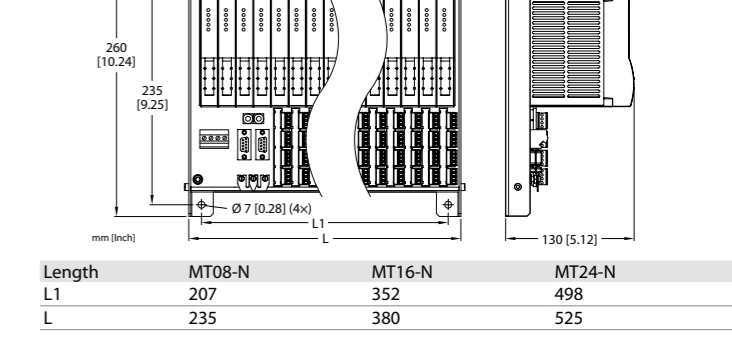 260
[10.24]
235
[9.25]
Ø 7 [0.28] (4×)
L1
L
130 [5.12]
mm [Inch]
Length MT08-N MT16-N MT24-N
L1 207 352 498
L 235 380 525